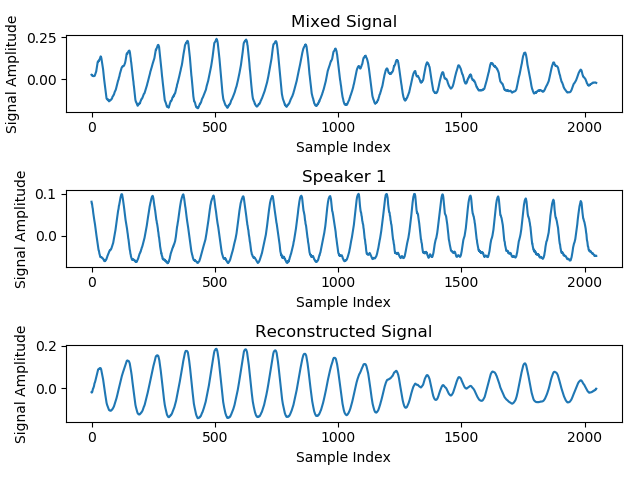 Mixed Signal
Signal Amplitude
0.25
0.00
0
500
1000
1500
2000
Sample Index
Speaker 1
Signal Amplitude
0.1
0.0
0
500
1000
1500
2000
Sample Index
Reconstructed Signal
Signal Amplitude
0.2
0.0
0
500
1000
1500
2000
Sample Index